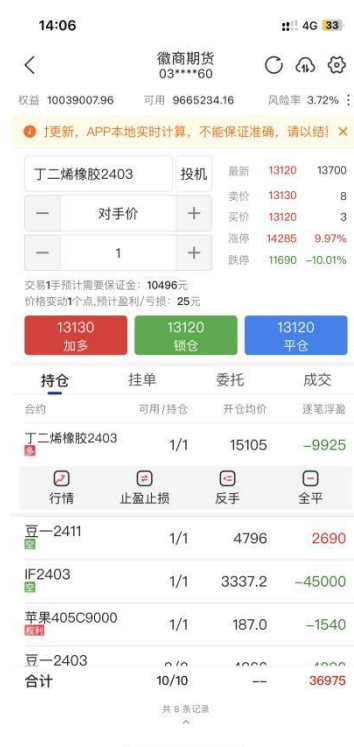 14:06
4G 33
徽商期货
03****60
权益 10039007.96 可用 9665234.16 风险率 3.72%
更新，APP本地实时计算，不能保证准确，请以结
丁二烯橡胶2403 投机 最新 13120 13700
卖价 13130 8
— 对手价 + 买价 13120 3
涨停 14285 9.97%
— 1 + 跌停 11690 -10.01%
交易1手预计需要保证金：10496元
价格变动1个点,预计盈利/亏损：25元
13130 13120 13120
加多 锁仓 平仓
持仓 挂单 委托 成交
合约 可用/持仓 开仓均价 逐笔浮盈
丁二烯橡胶2403 1/1 15105 -9925
多
行情 止盈止损 反手 全平
豆一2411 1/1 4796 2690
空
IF2403 1/1 3337.2 -45000
空
苹果405C9000 1/1 187.0 -1540
权利
豆一2403
合计 10/10 -- 36975
共 8 条记录